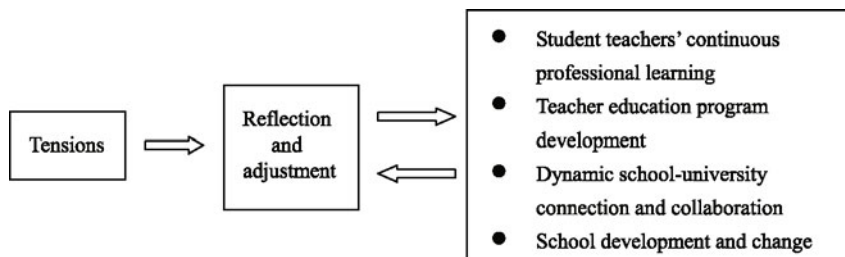 Tensions
Reflection
and
adjustment
● Student teachers’ continuous
professional learning
● Teacher education program
development
● Dynamic school-university
connection and collaboration
● School development and change